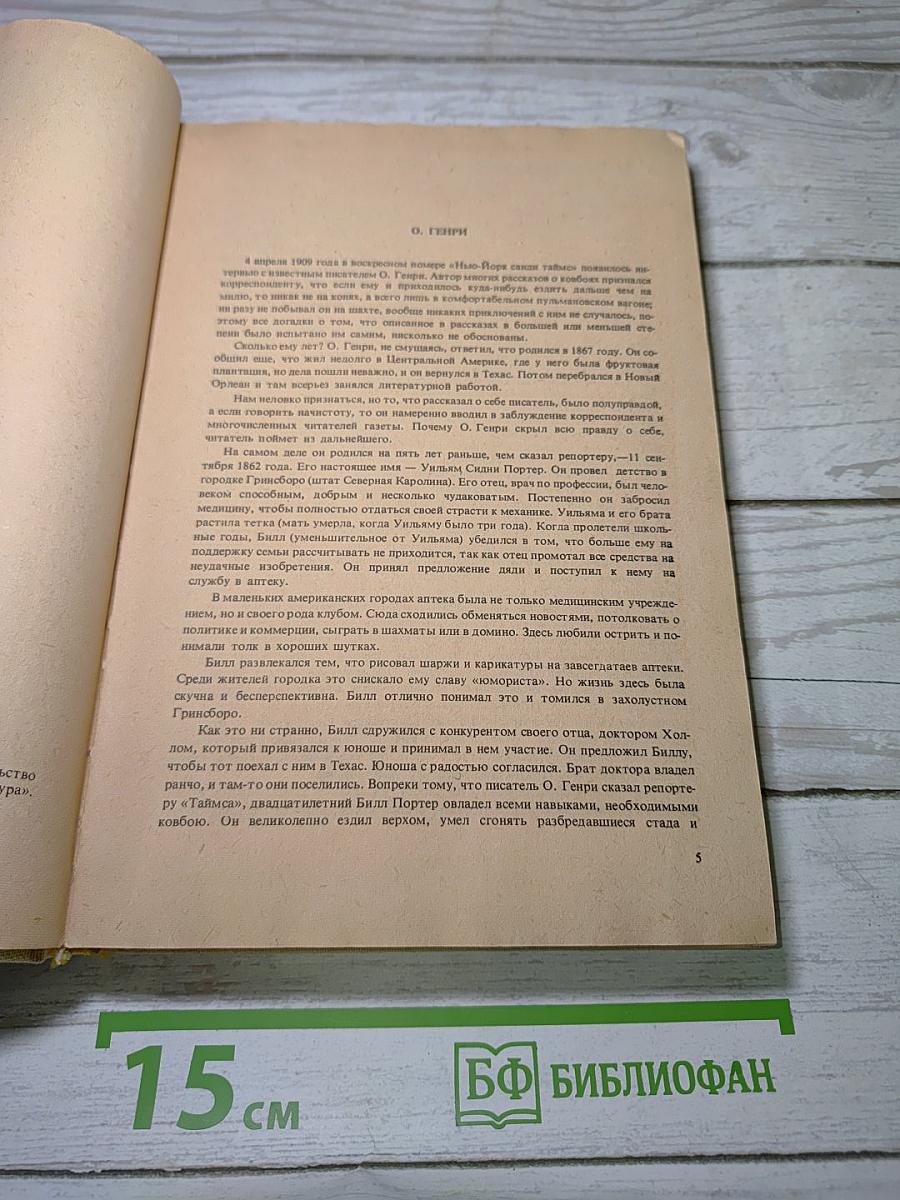 ьство
ура».
О. ГЕНРИ
4 апреля 1909 года в воскресном номере «Нью-Йорк санди таймс» появилось ин-
тервью с известным писателем О. Генри. Автор многих рассказов о ковбоях признался
корреспонденту, что если ему и приходилось куда-нибудь ездить дальше чем на
милю, то никак не на конях, а всего лишь в комфортабельном пульмановском вагоне;
ни разу не побывал он на шахте, вообще никаких приключений с ним не случалось, по-
этому все догадки о том, что описанное в рассказах в большей или меньшей сте-
пени было испытано им самим, нисколько не обоснованы.
Сколько ему лет? О. Генри, не смущаясь, ответил, что родился в 1867 году. Он со-
общил еще, что жил недолго в Центральной Америке, где у него была фруктовая
плантация, но дела пошли неважно, и он вернулся в Техас. Потом перебрался в Новый
Орлеан и там всерьез занялся литературной работой.
Нам неловко признаться, но то, что рассказал о себе писатель, было полуправдой,
а если говорить начистоту, то он намеренно вводил в заблуждение корреспондента и
многочисленных читателей газеты. Почему О. Генри скрыл всю правду о себе,
читатель поймет из дальнейшего.
На самом деле он родился на пять лет раньше, чем сказал репортеру,—11 сен-
тября 1862 года. Его настоящее имя — Уильям Сидни Портер. Он провел детство в
городке Гринсборо (штат Северная Каролина). Его отец, врач по профессии, был чело-
веком способным, добрым и несколько чудаковатым. Постепенно он забросил
медицину, чтобы полностью отдаться своей страсти к механике. Уильяма и его брата
растила тетка (мать умерла, когда Уильяму было три года). Когда пролетели школь-
ные годы, Билл (уменьшительное от Уильяма) убедился в том, что больше ему на
поддержку семьи рассчитывать не приходится, так как отец промотал все средства на
неудачные изобретения. Он принял предложение дяди и поступил к нему на
службу в аптеку.
В маленьких американских городах аптека была не только медицинским учрежде-
нием, но и своего рода клубом. Сюда сходились обменяться новостями, потолковать о
политике и коммерции, сыграть в шахматы или в домино. Здесь любили острить и по-
нимали толк в хороших шутках.
Билл развлекался тем, что рисовал шаржи и карикатуры на завсегдатаев аптеки.
Среди жителей городка это снискало ему славу «юмориста». Но жизнь здесь была
скучна и бесперспективна. Билл отлично понимал это и томился в захолустном
Гринсборо.
Как это ни странно, Билл сдружился с конкурентом своего отца, доктором Хол-
лом, который привязался к юноше и принимал в нем участие. Он предложил Биллу,
чтобы тот поехал с ним в Техас. Юноша с радостью согласился. Брат доктора владел
ранчо, и там-то они поселились. Вопреки тому, что писатель О. Генри сказал репорте-
ру «Таймса», двадцатилетний Билл Портер овладел всеми навыками, необходимыми
ковбою. Он великолепно ездил верхом, умел сгонять разбредавшиеся стада и
5
15 см
БФ БИБЛИОФАН